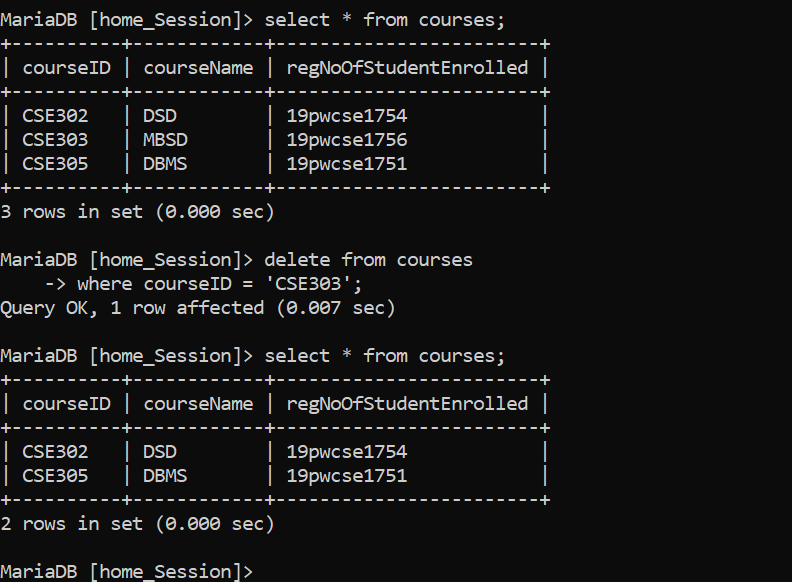 MariaDB [home_Session]> select * from courses;
+----------+------------+-----------------------+
| courseID | courseName | regNoOfStudentEnrolled |
+----------+------------+-----------------------+
| CSE302   | DSD        | 19pwcse1754            |
| CSE303   | MBSD       | 19pwcse1756            |
| CSE305   | DBMS       | 19pwcse1751            |
+----------+------------+-----------------------+
3 rows in set (0.000 sec)
MariaDB [home_Session]> delete from courses
    -> where courseID = 'CSE303';
Query OK, 1 row affected (0.007 sec)
MariaDB [home_Session]> select * from courses;
+----------+------------+-----------------------+
| courseID | courseName | regNoOfStudentEnrolled |
+----------+------------+-----------------------+
| CSE302   | DSD        | 19pwcse1754            |
| CSE305   | DBMS       | 19pwcse1751            |
+----------+------------+-----------------------+
2 rows in set (0.000 sec)
MariaDB [home_Session]>